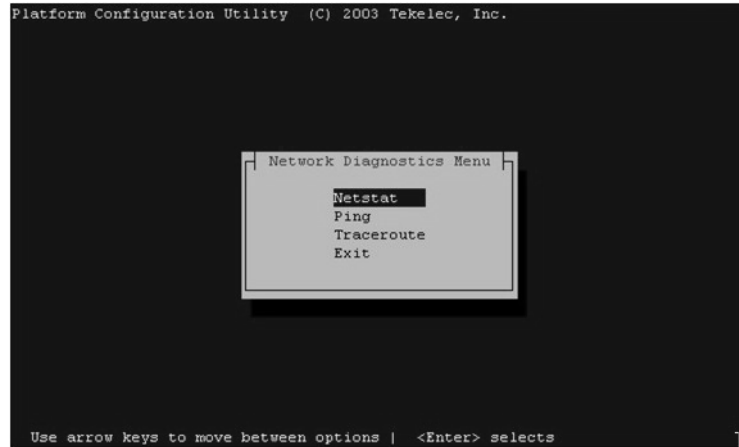 Platform Configuration Utility (C) 2003 Tekelec, Inc.
Network Diagnostics Menu
Netstat
Ping
Traceroute
Exit
Use arrow keys to move between options | <Enter> selects